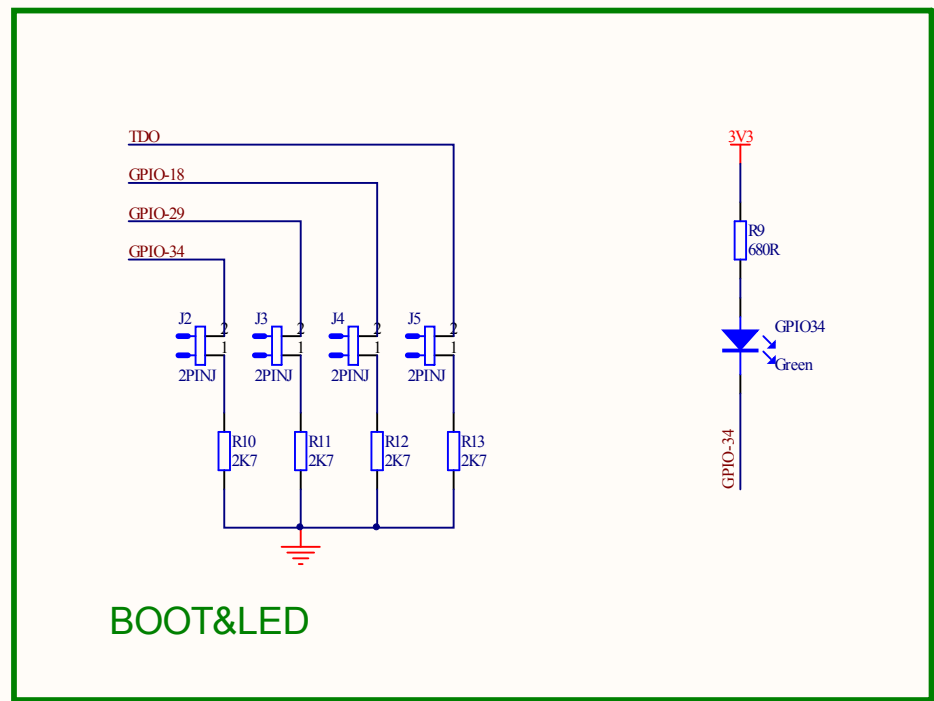 TDO
GPIO-18
GPIO-29
GPIO-34
J2 J3 J4 J5
2 2 2 2
1 1 1 1
2PINJ 2PINJ 2PINJ 2PINJ
R10 R11 R12 R13
2K7 2K7 2K7 2K7
3V3
R9
680R
GPIO34
Green
GPIO-34
BOOT&LED